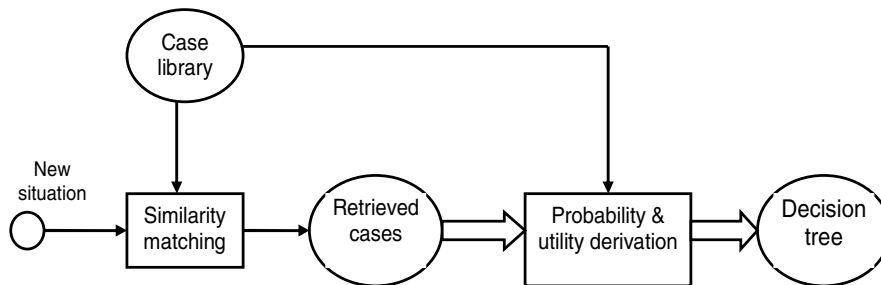 Case
library
New
situation
Similarity
matching
Retrieved
cases
Probability &
utility derivation
Decision
tree